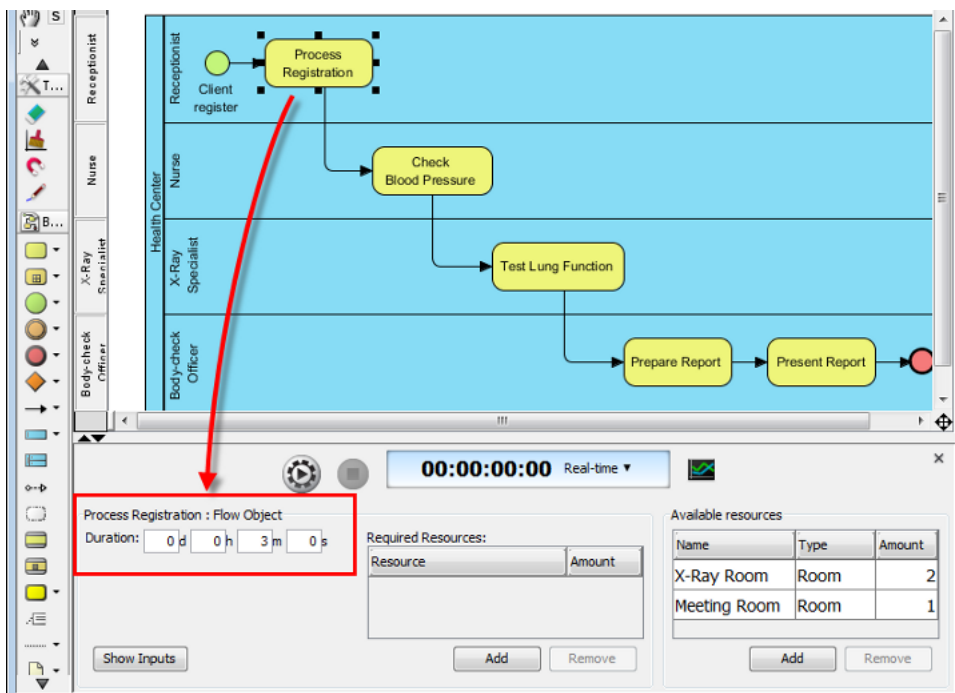 S
T...
B...
Receptionist
Nurse
X-Ray
Specialist
Body-check
Officer
Health Center
Receptionist
Client
register
Process
Registration
Nurse
Check
Blood Pressure
X-Ray
Specialist
Test Lung Function
Body-check
Officer
Prepare Report
Present Report
00:00:00:00 Real-time
Process Registration : Flow Object
Duration: 0 d 0 h 3 m 0 s
Show Inputs
Required Resources:
Resource Amount
Add Remove
Available resources
Name Type Amount
X-Ray Room Room 2
Meeting Room Room 1
Add Remove